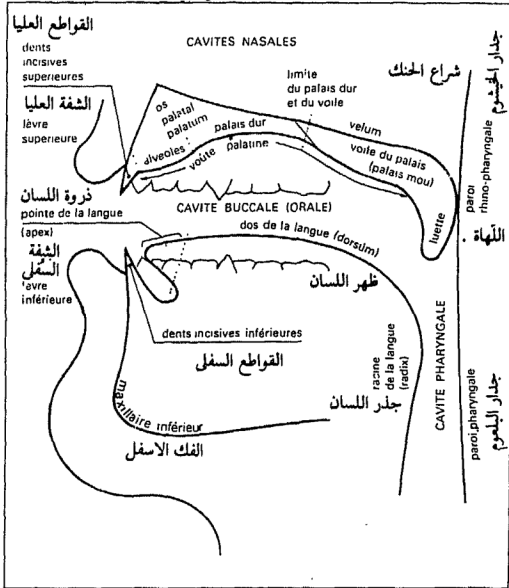 القواطع العليا
dents
incisives
superieures
CAVITES NASALES
جدار الخيشوم
شراع الحنك
limite
du palais dur
et du voile
الشفة العليا
lèvre
superieure
os
palatal
palatum
palais dur
velum
voile du palais
(palais mou)
alvéoles
voûte
palatine
paroi
rhino-pharyngale
ذروة اللسان
pointe de la langue
(apex)
CAVITE BUCCALE (ORALE)
luette
اللّهاة
dos de la langue (dorsum)
الشفة
السفلى
lèvre
inférieure
ظهر اللسان
dents incisives inférieures
القواطع السفلى
racine
de la langue
(radix)
جذر اللسان
CAVITE PHARYNGALE
paroi pharyngale
جدار البلعوم
maxillaire inférieur
الفك الاسفل